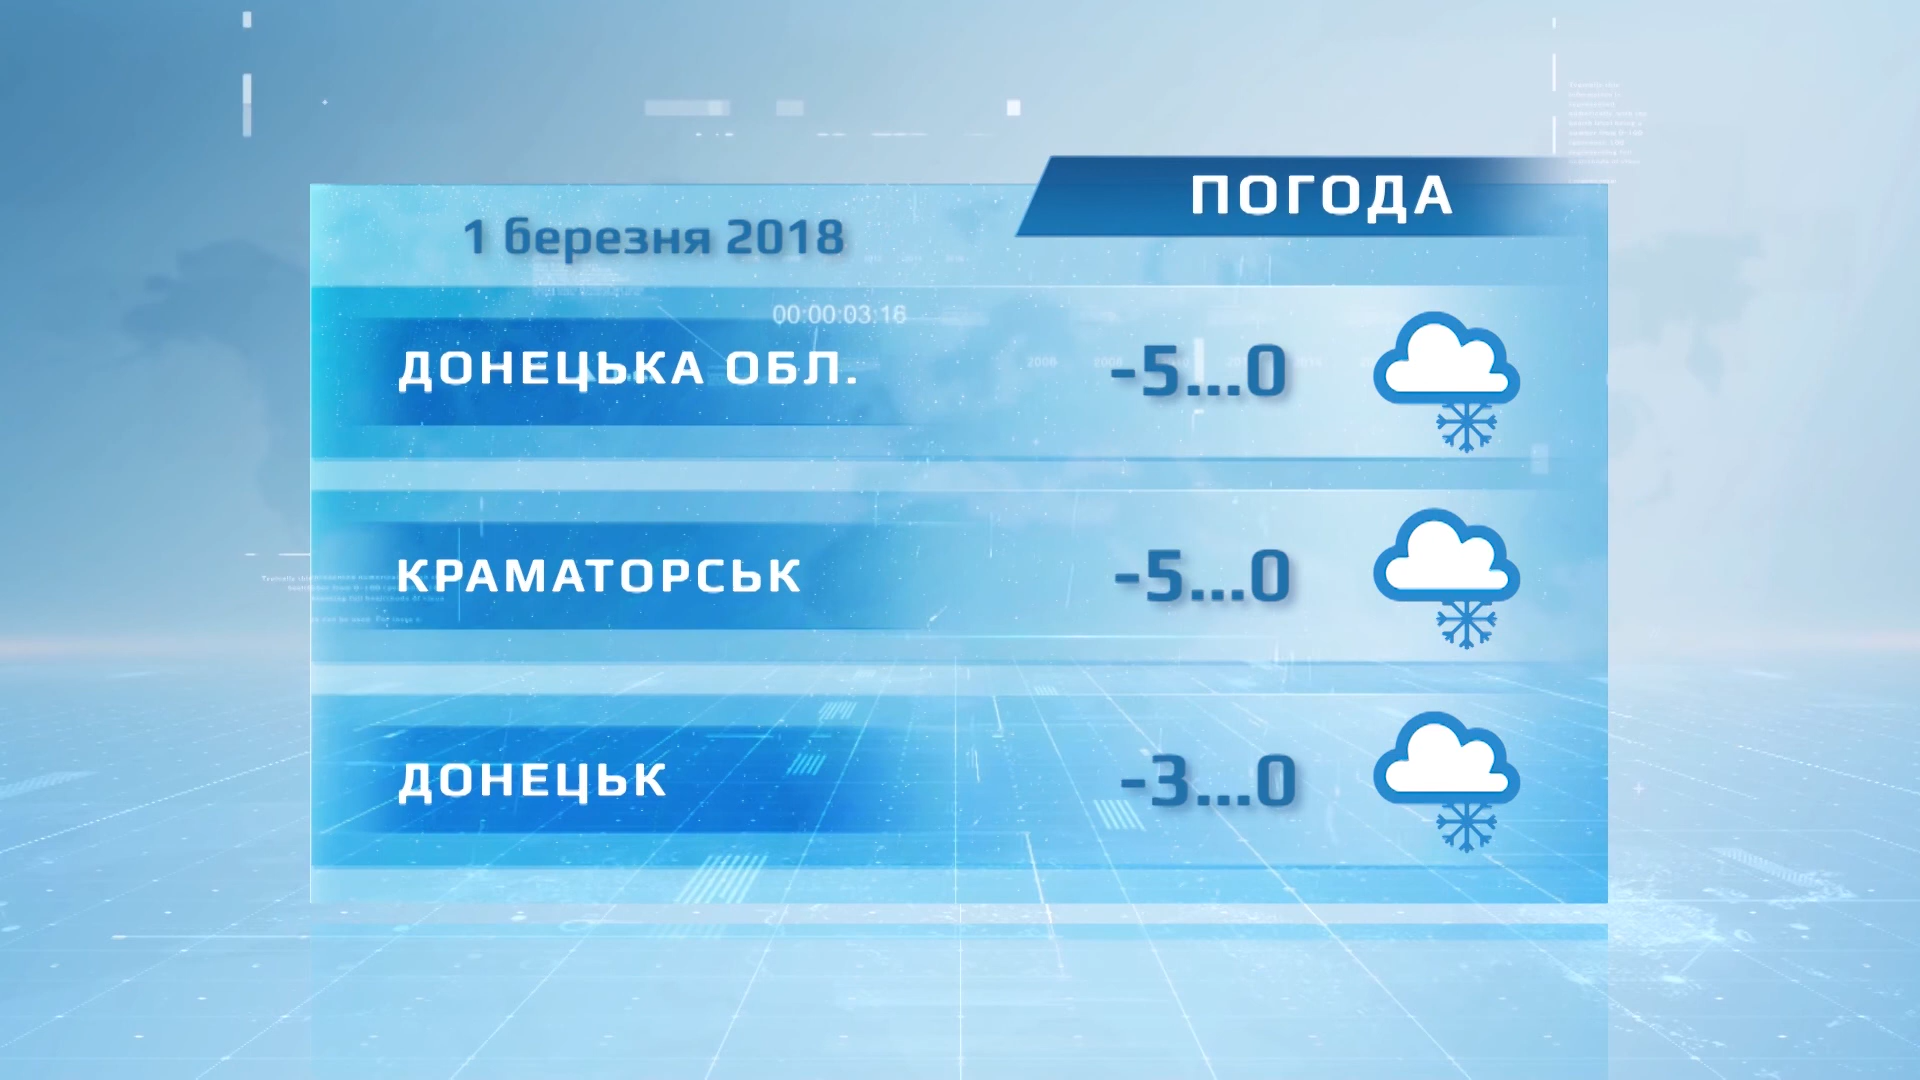 ПОГОДА
1 березня 2018
00:00:03:16
ДОНЕЦЬКА ОБЛ. -5...0
КРАМАТОРСЬК -5...0
ДОНЕЦЬК -3...0